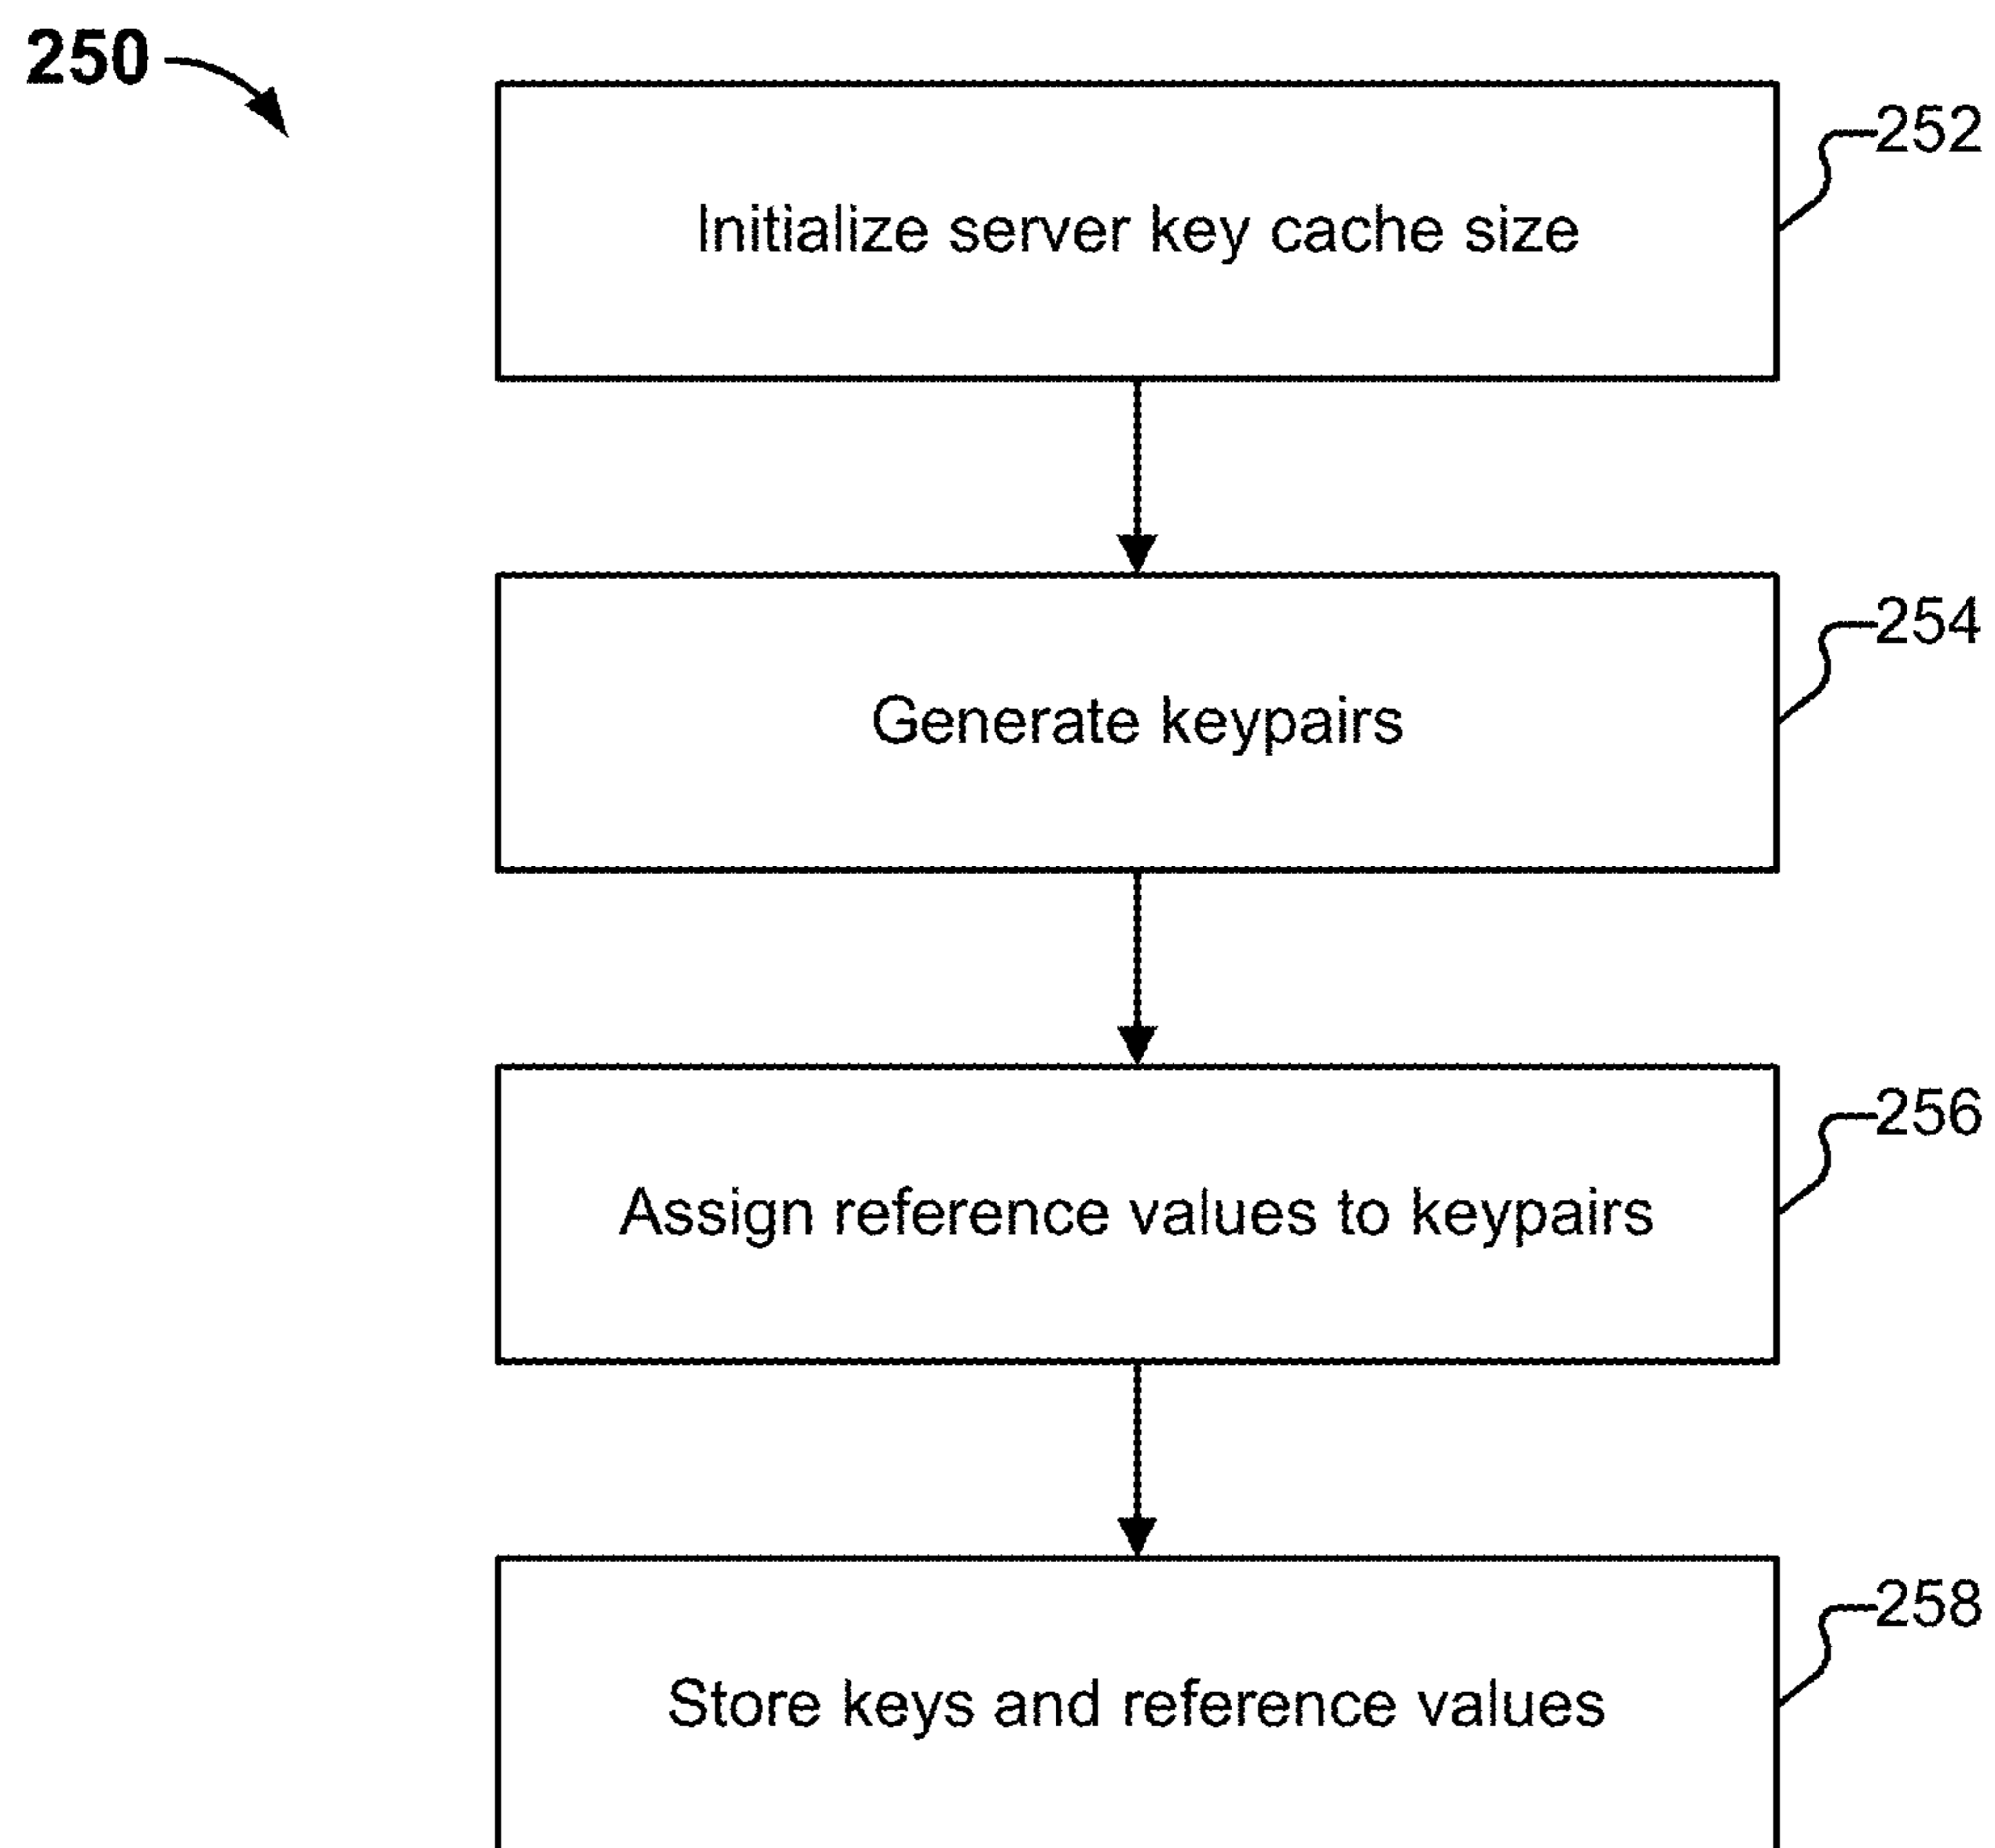 250
252
Initialize server key cache size
254
Generate keypairs
256
Assign reference values to keypairs
258
Store keys and reference values